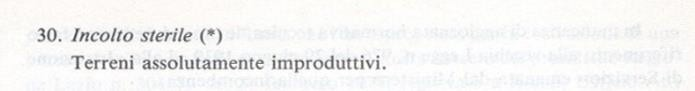 30. Incolto sterile (*)
Terreni assolutamente improduttivi.